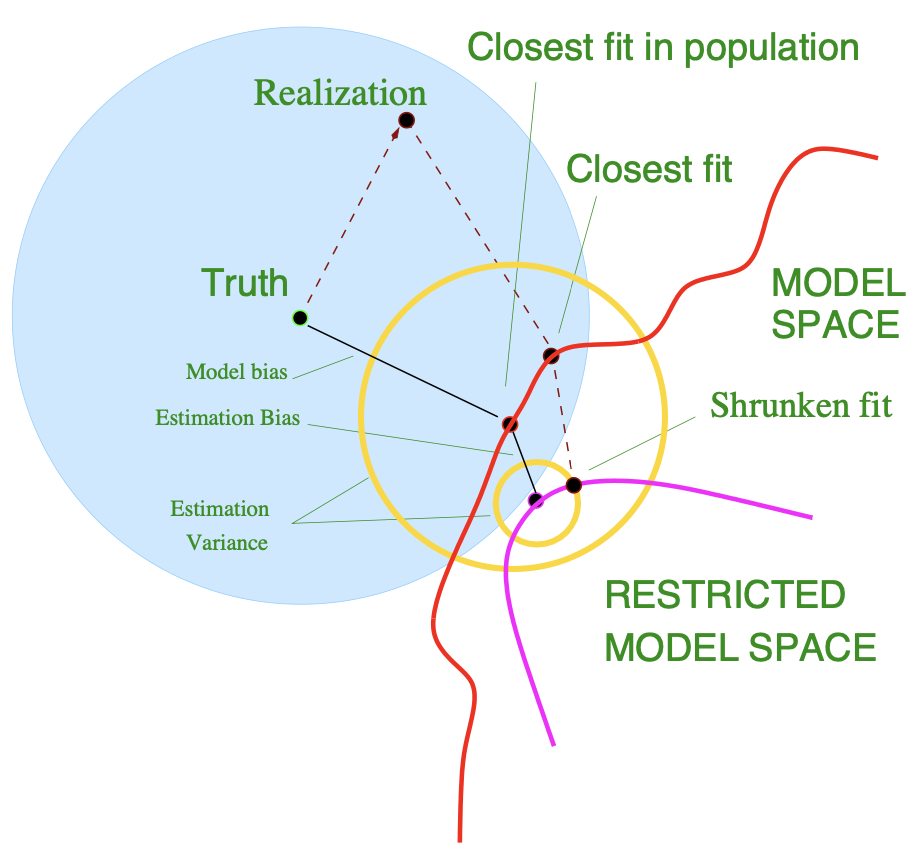 Closest fit in population
Realization
Closest fit
Truth
MODEL
SPACE
Model bias
Estimation Bias
Shrunken fit
Estimation
Variance
RESTRICTED
MODEL SPACE